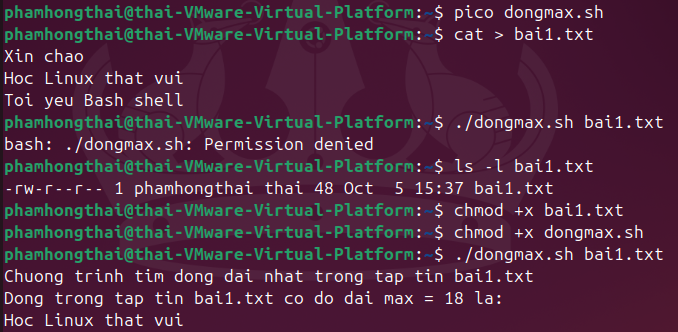 phamhongthai@thai-VMware-Virtual-Platform:~$ pico dongmax.sh
phamhongthai@thai-VMware-Virtual-Platform:~$ cat > bai1.txt
Xin chao
Hoc Linux that vui
Toi yeu Bash shell
phamhongthai@thai-VMware-Virtual-Platform:~$ ./dongmax.sh bai1.txt
bash: ./dongmax.sh: Permission denied
phamhongthai@thai-VMware-Virtual-Platform:~$ ls -l bai1.txt
-rw-r--r-- 1 phamhongthai thai 48 Oct  5 15:37 bai1.txt
phamhongthai@thai-VMware-Virtual-Platform:~$ chmod +x bai1.txt
phamhongthai@thai-VMware-Virtual-Platform:~$ chmod +x dongmax.sh
phamhongthai@thai-VMware-Virtual-Platform:~$ ./dongmax.sh bai1.txt
Chuong trinh tim dong dai nhat trong tap tin bai1.txt
Dong trong tap tin bai1.txt co do dai max = 18 la:
Hoc Linux that vui